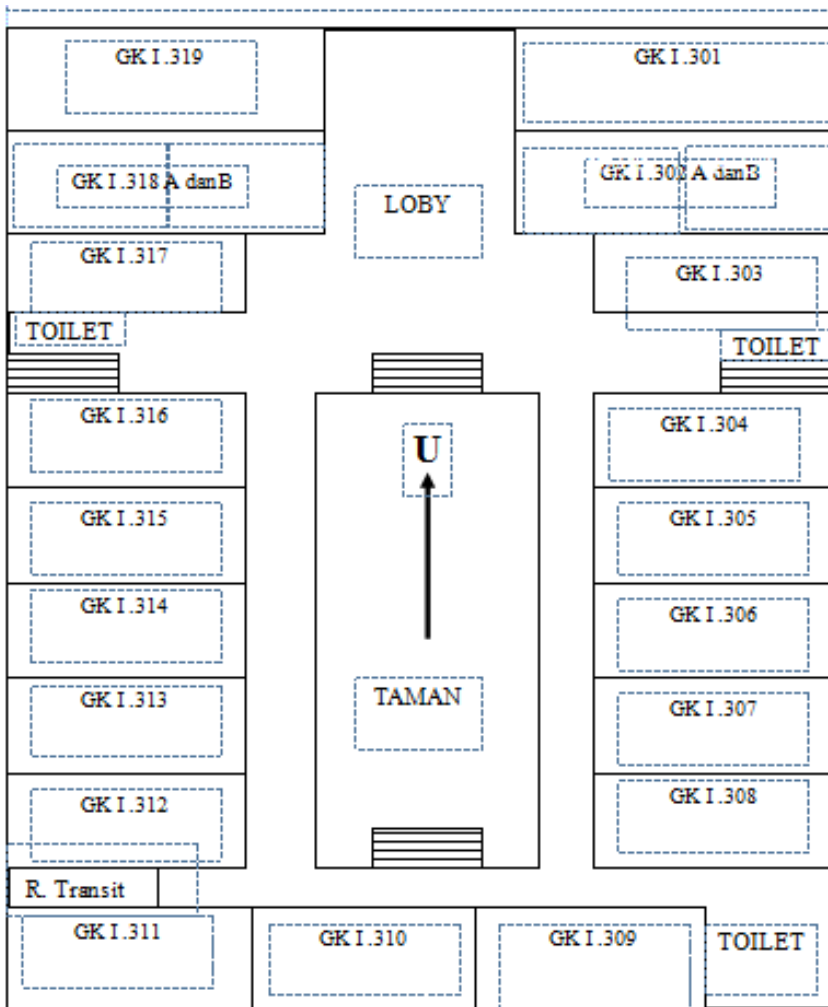 GK I.319
GK I.301
GK I.318 A danB
GK I.302 A danB
LOBY
GK I.317
GK I.303
TOILET
TOILET
GK I.316
GK I.304
U
GK I.315
GK I.305
GK I.314
GK I.306
GK I.313
TAMAN
GK I.307
GK I.312
GK I.308
R. Transit
GK I.311
GK I.310
GK I.309
TOILET